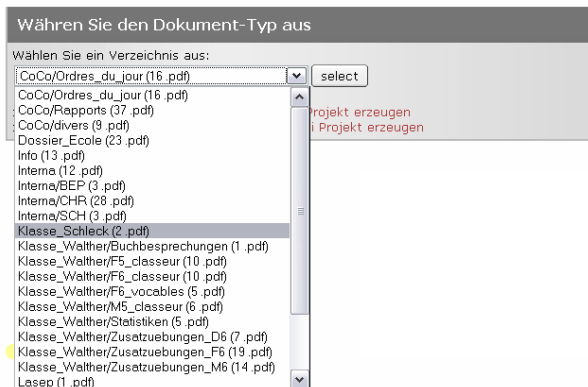 Währen Sie den Dokument-Typ aus
Wählen Sie ein Verzeichnis aus:
CoCo/Ordres_du_jour (16 .pdf)
select
CoCo/Ordres_du_jour (16 .pdf)
CoCo/Rapports (37 .pdf)
Projekt erzeugen
CoCo/divers (9 .pdf)
i Projekt erzeugen
Dossier_Ecole (23 .pdf)
Info (13 .pdf)
Interna (12 .pdf)
Interna/BEP (3 .pdf)
Interna/CHR (28 .pdf)
Interna/SCH (3 .pdf)
Klasse_Schleck (2 .pdf)
Klasse_Walther/Buchbesprechungen (1 .pdf)
Klasse_Walther/F5_classeur (10 .pdf)
Klasse_Walther/F6_classeur (10 .pdf)
Klasse_Walther/F6_vocables (5 .pdf)
Klasse_Walther/M5_classeur (6 .pdf)
Klasse_Walther/Statistiken (5 .pdf)
Klasse_Walther/Zusatzuebungen_D6 (7 .pdf)
Klasse_Walther/Zusatzuebungen_F6 (19 .pdf)
Klasse_Walther/Zusatzuebungen_M6 (14 .pdf)
Lasep (1 .pdf)